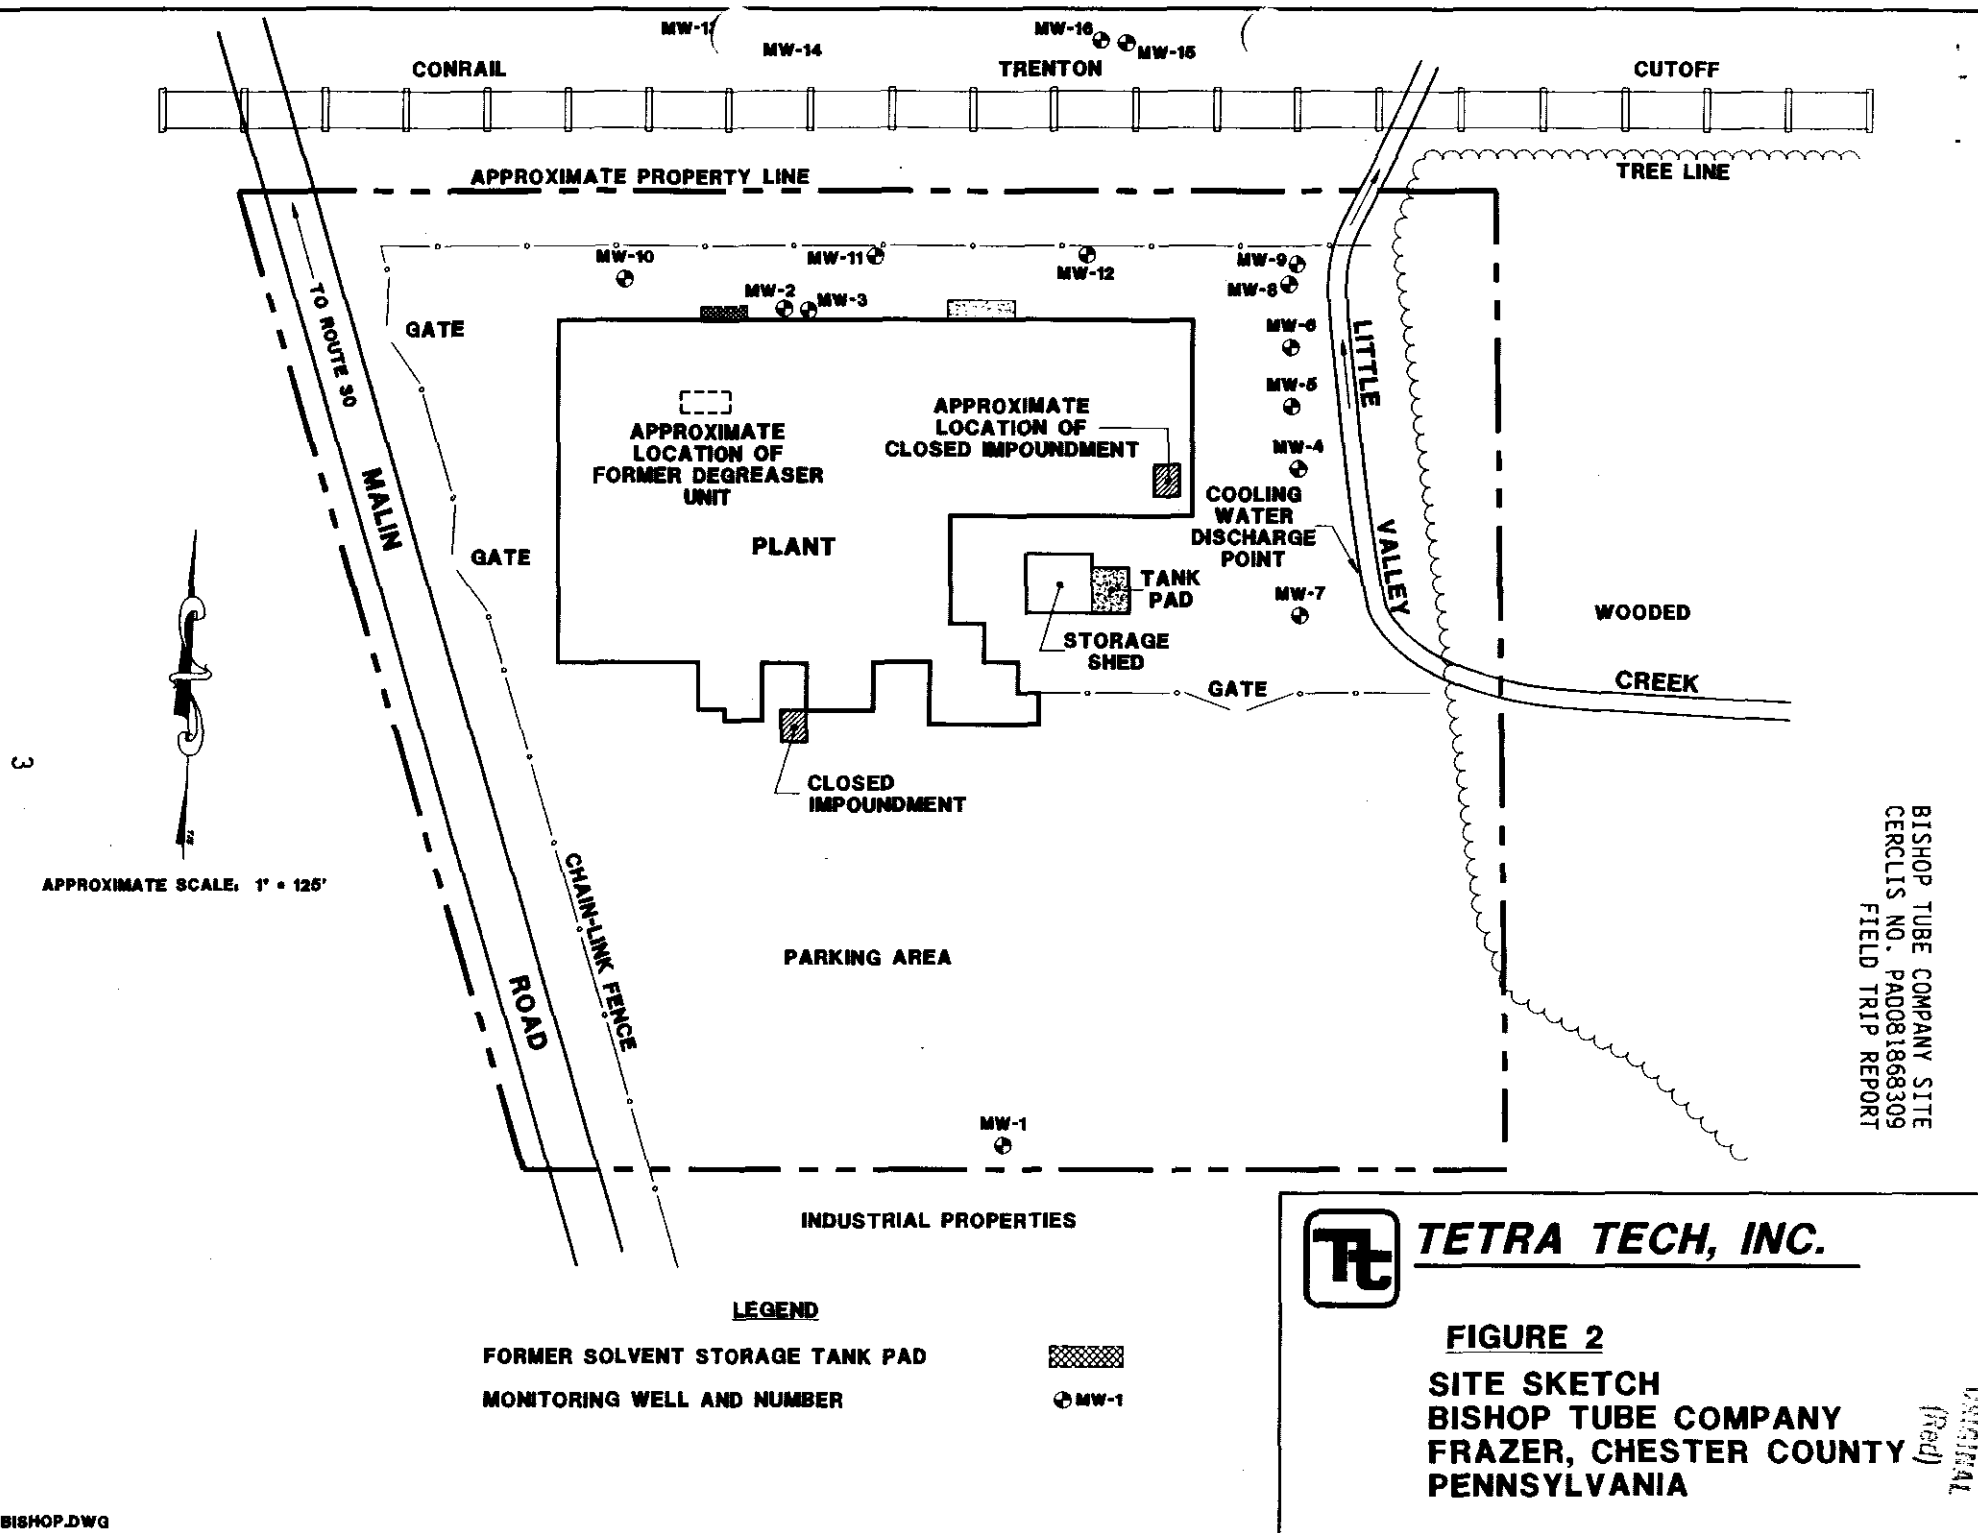 MW-14
MW-16
MW-15
CONRAIL
TRENTON
CUTOFF
APPROXIMATE PROPERTY LINE
TREE LINE
MW-10
MW-11
MW-12
MW-9
MW-8
MW-2
MW-3
TO ROUTE 30
GATE
MW-6
MW-5
MW-4
LITTLE
APPROXIMATE
LOCATION OF
FORMER DEGREASER
UNIT
APPROXIMATE
LOCATION OF
CLOSED IMPOUNDMENT
MALIN
COOLING
WATER
DISCHARGE
POINT
VALLEY
GATE
PLANT
TANK
PAD
MW-7
WOODED
STORAGE
SHED
GATE
CREEK
CLOSED
IMPOUNDMENT
3
APPROXIMATE SCALE: 1" = 125'
CHAIN-LINK FENCE
PARKING AREA
ROAD
BISHOP TUBE COMPANY SITE
CERCLIS NO. PAD081868309
FIELD TRIP REPORT
MW-1
INDUSTRIAL PROPERTIES
LEGEND
FORMER SOLVENT STORAGE TANK PAD
MONITORING WELL AND NUMBER
MW-1
Tt
TETRA TECH, INC.
FIGURE 2
SITE SKETCH
BISHOP TUBE COMPANY
FRAZER, CHESTER COUNTY
PENNSYLVANIA
ORIGINAL
(Red)
BISHOP.DWG